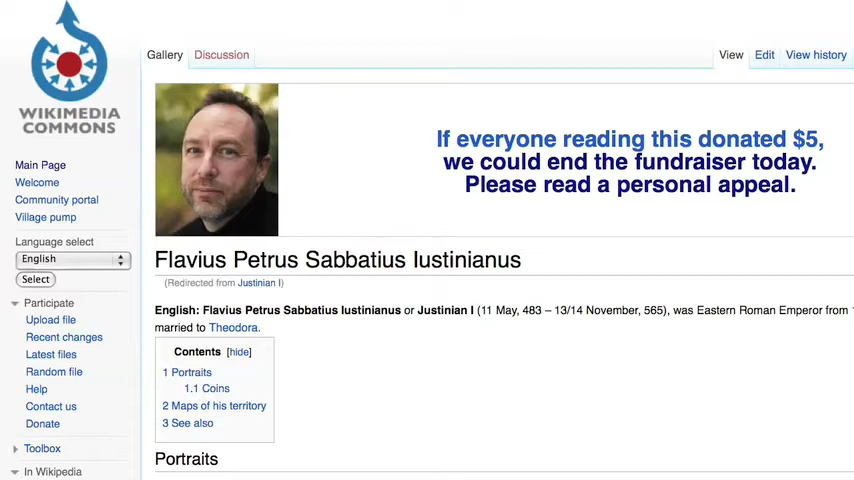 WIKIMEDIA
COMMONS
Main Page
Welcome
Community portal
Village pump
Language select
English
Select
Participate
Upload file
Recent changes
Latest files
Random file
Help
Contact us
Donate
Toolbox
In Wikipedia
Gallery Discussion View Edit View history
If everyone reading this donated $5,
we could end the fundraiser today.
Please read a personal appeal.
Flavius Petrus Sabbatius Iustinianus
(Redirected from Justinian I)
English: Flavius Petrus Sabbatius Iustinianus or Justinian I (11 May, 483 – 13/14 November, 565), was Eastern Roman Emperor from
married to Theodora.
Contents [hide]
1 Portraits
1.1 Coins
2 Maps of his territory
3 See also
Portraits